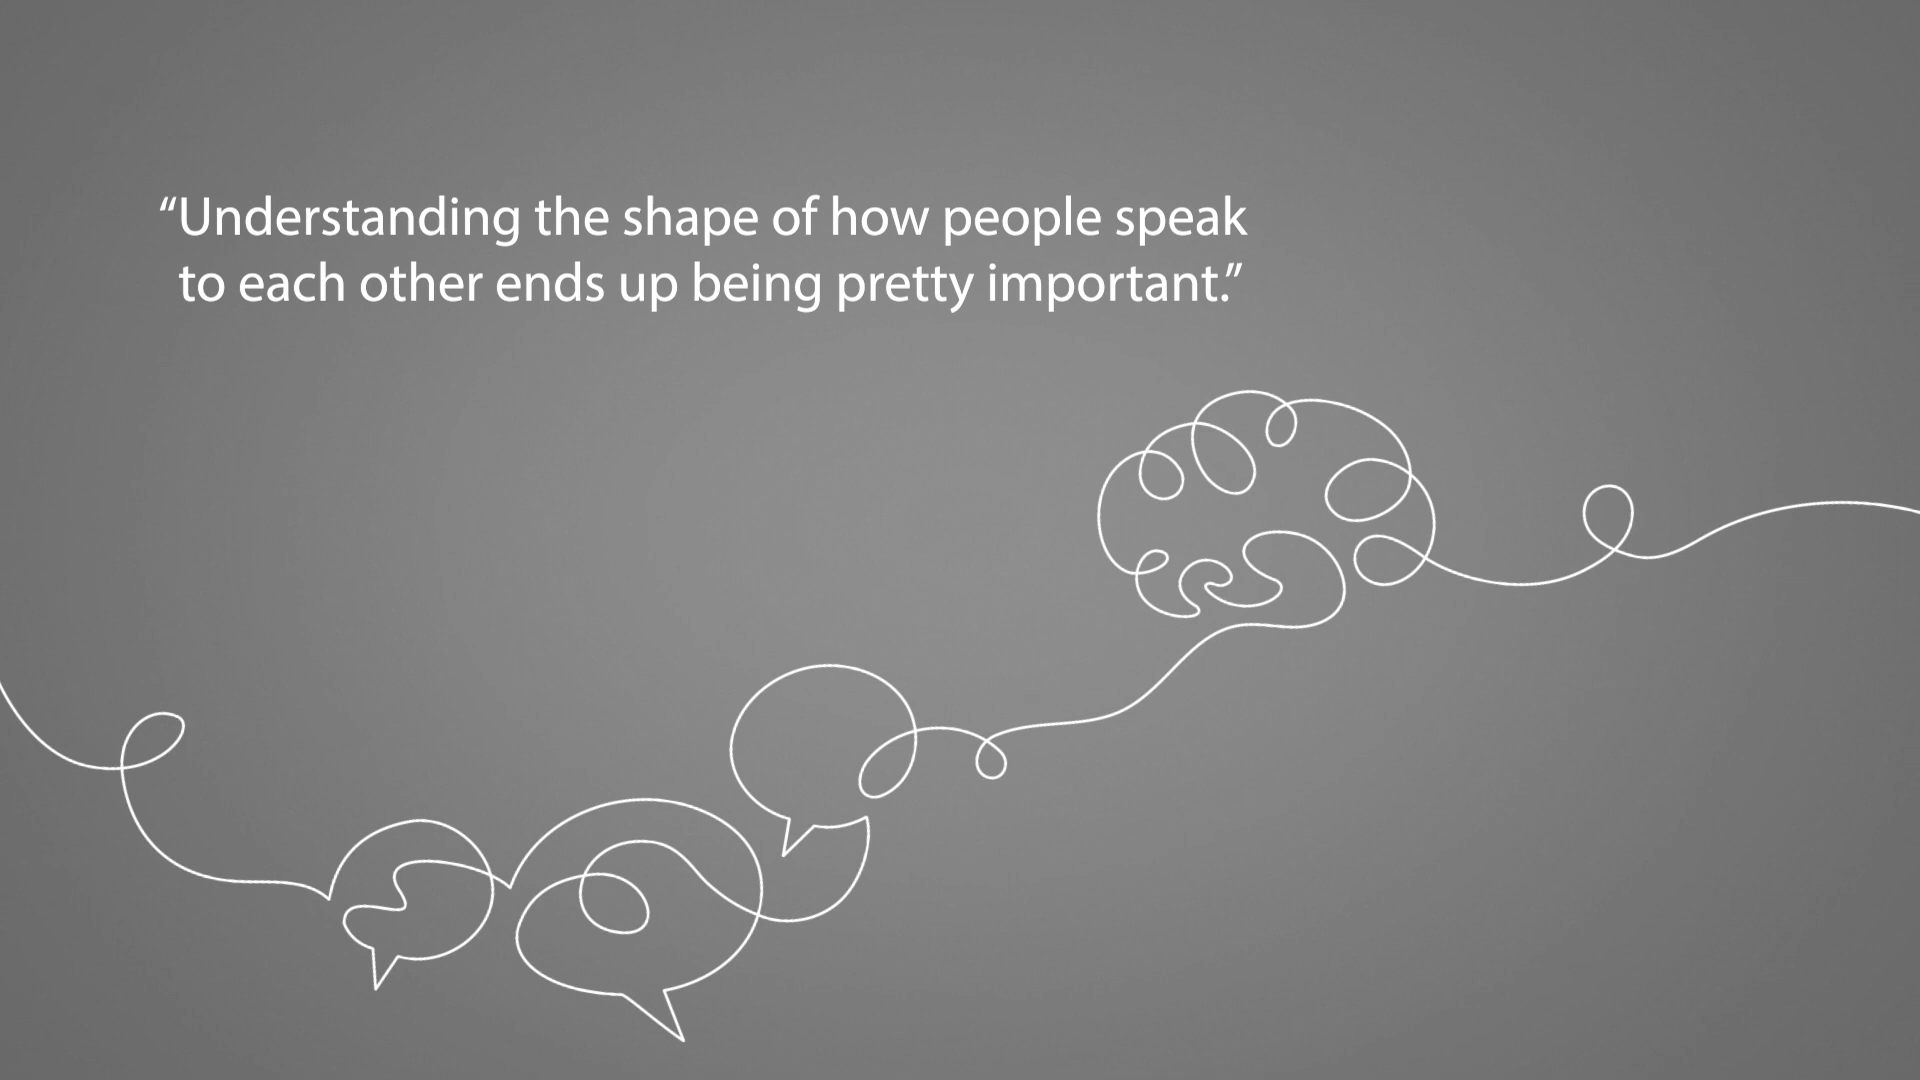 “Understanding the shape of how people speak
to each other ends up being pretty important.”